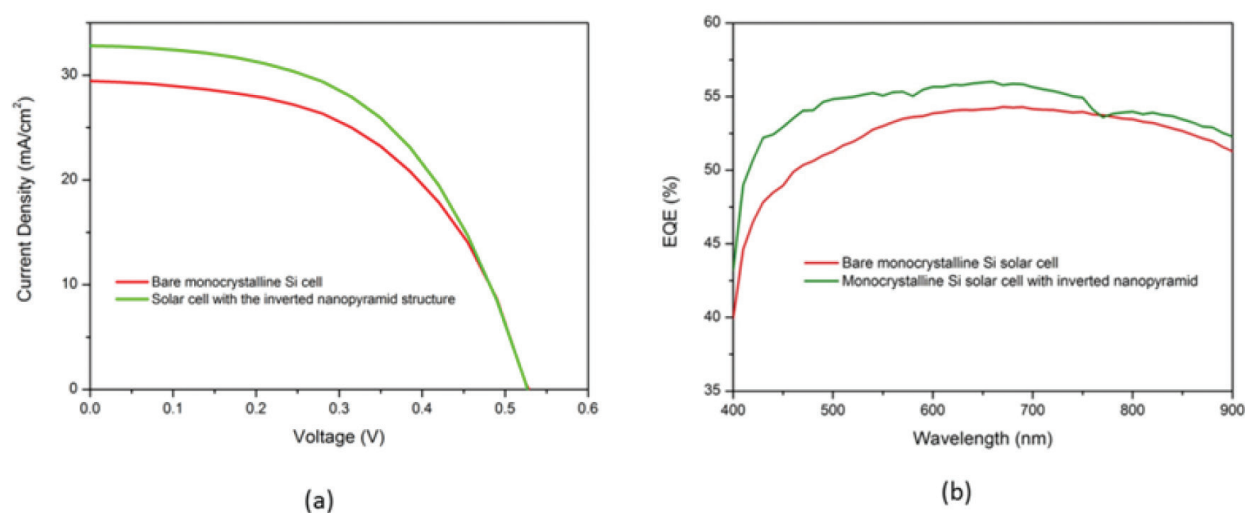 Current Density (mA/cm²)
30
20
10
0
Bare monocrystalline Si cell
Solar cell with the inverted nanopyramid structure
0.0 0.1 0.2 0.3 0.4 0.5 0.6
Voltage (V)
(a)
EQE (%)
60
55
50
45
40
35
Bare monocrystalline Si solar cell
Monocrystalline Si solar cell with inverted nanopyramid
400 500 600 700 800 900
Wavelength (nm)
(b)